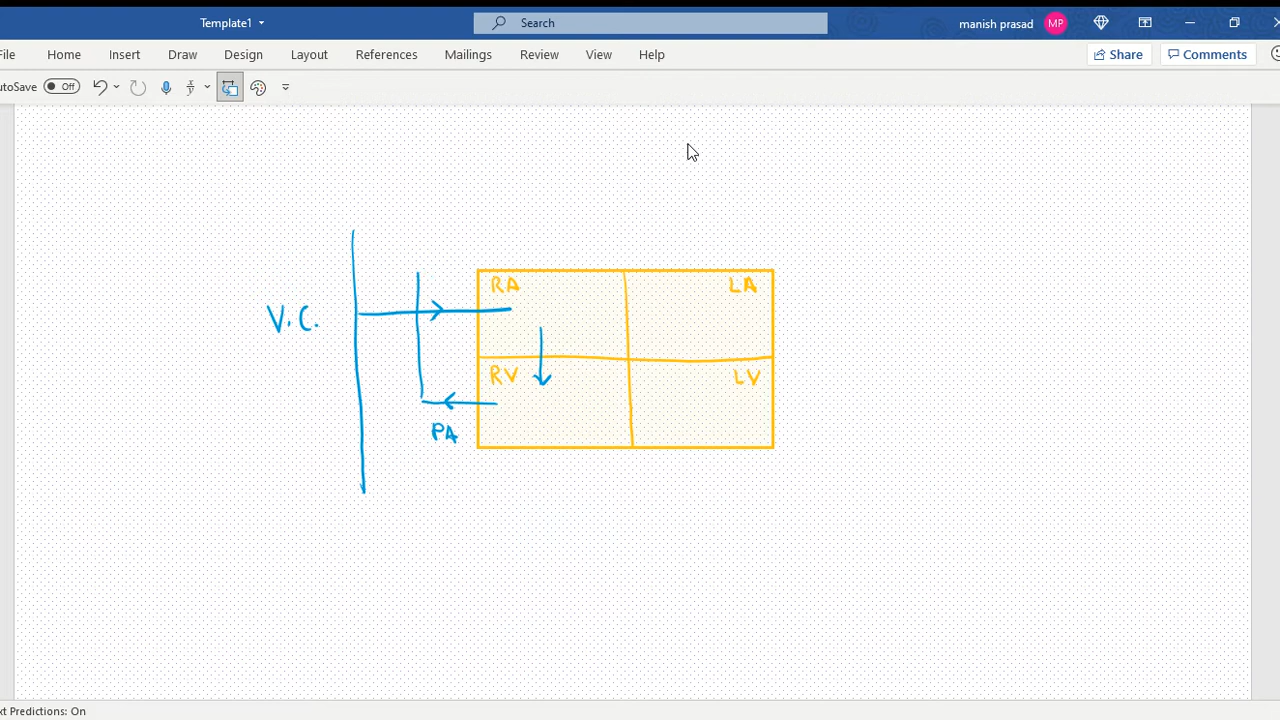 Template1
Search
manish prasad MP
File Home Insert Draw Design Layout References Mailings Review View Help Share Comments
AutoSave Off x/y
RA LA
V.C.
RV LV
PA
xt Predictions: On